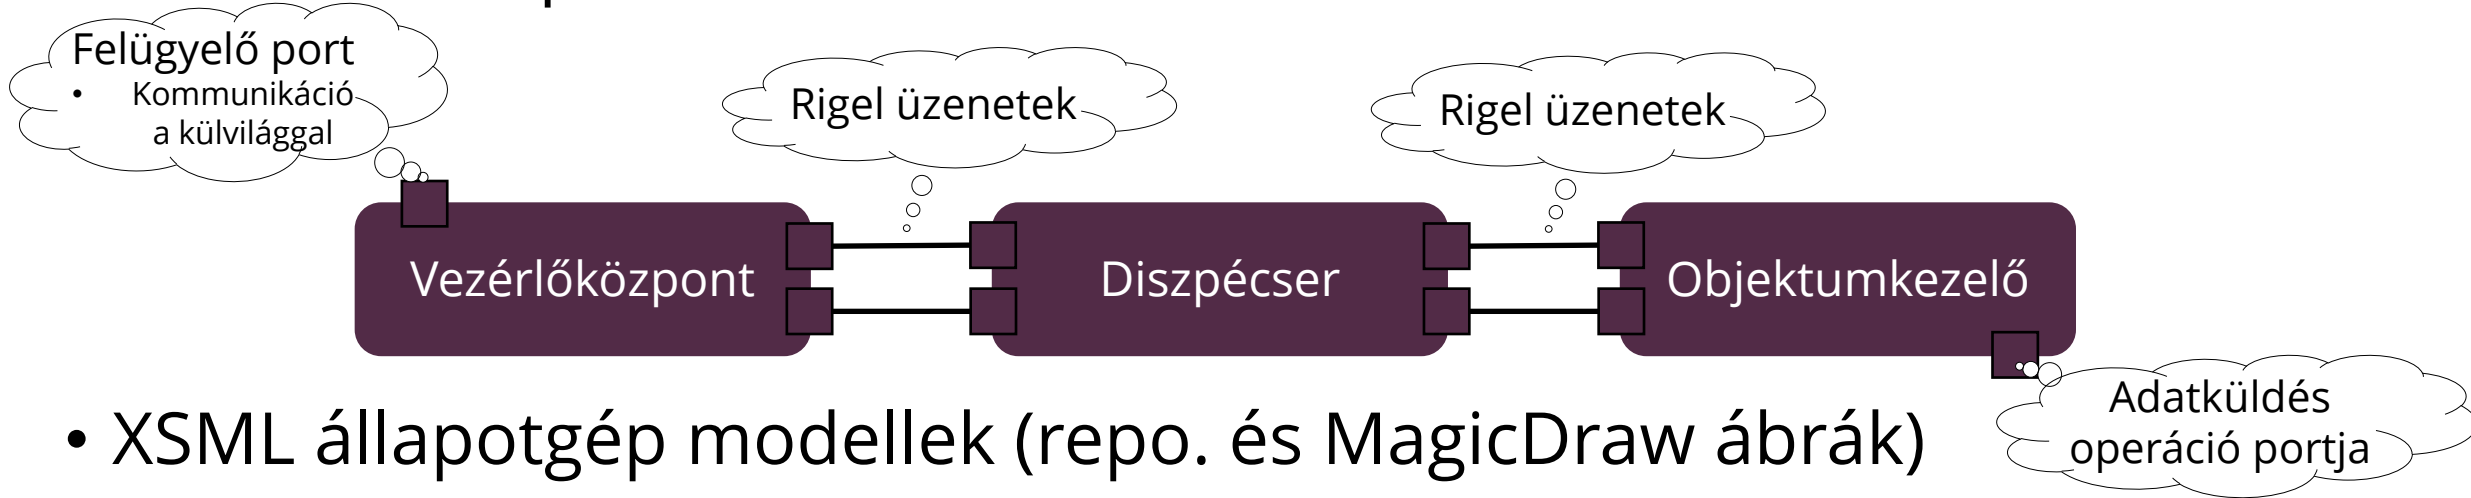 Felügyelő port
• Kommunikáció
a külvilággal
Rigel üzenetek
Rigel üzenetek
Vezérlőközpont
Diszpécser
Objektumkezelő
Adatküldés
operáció portja
• XSML állapotgép modellek (repo. és MagicDraw ábrák)